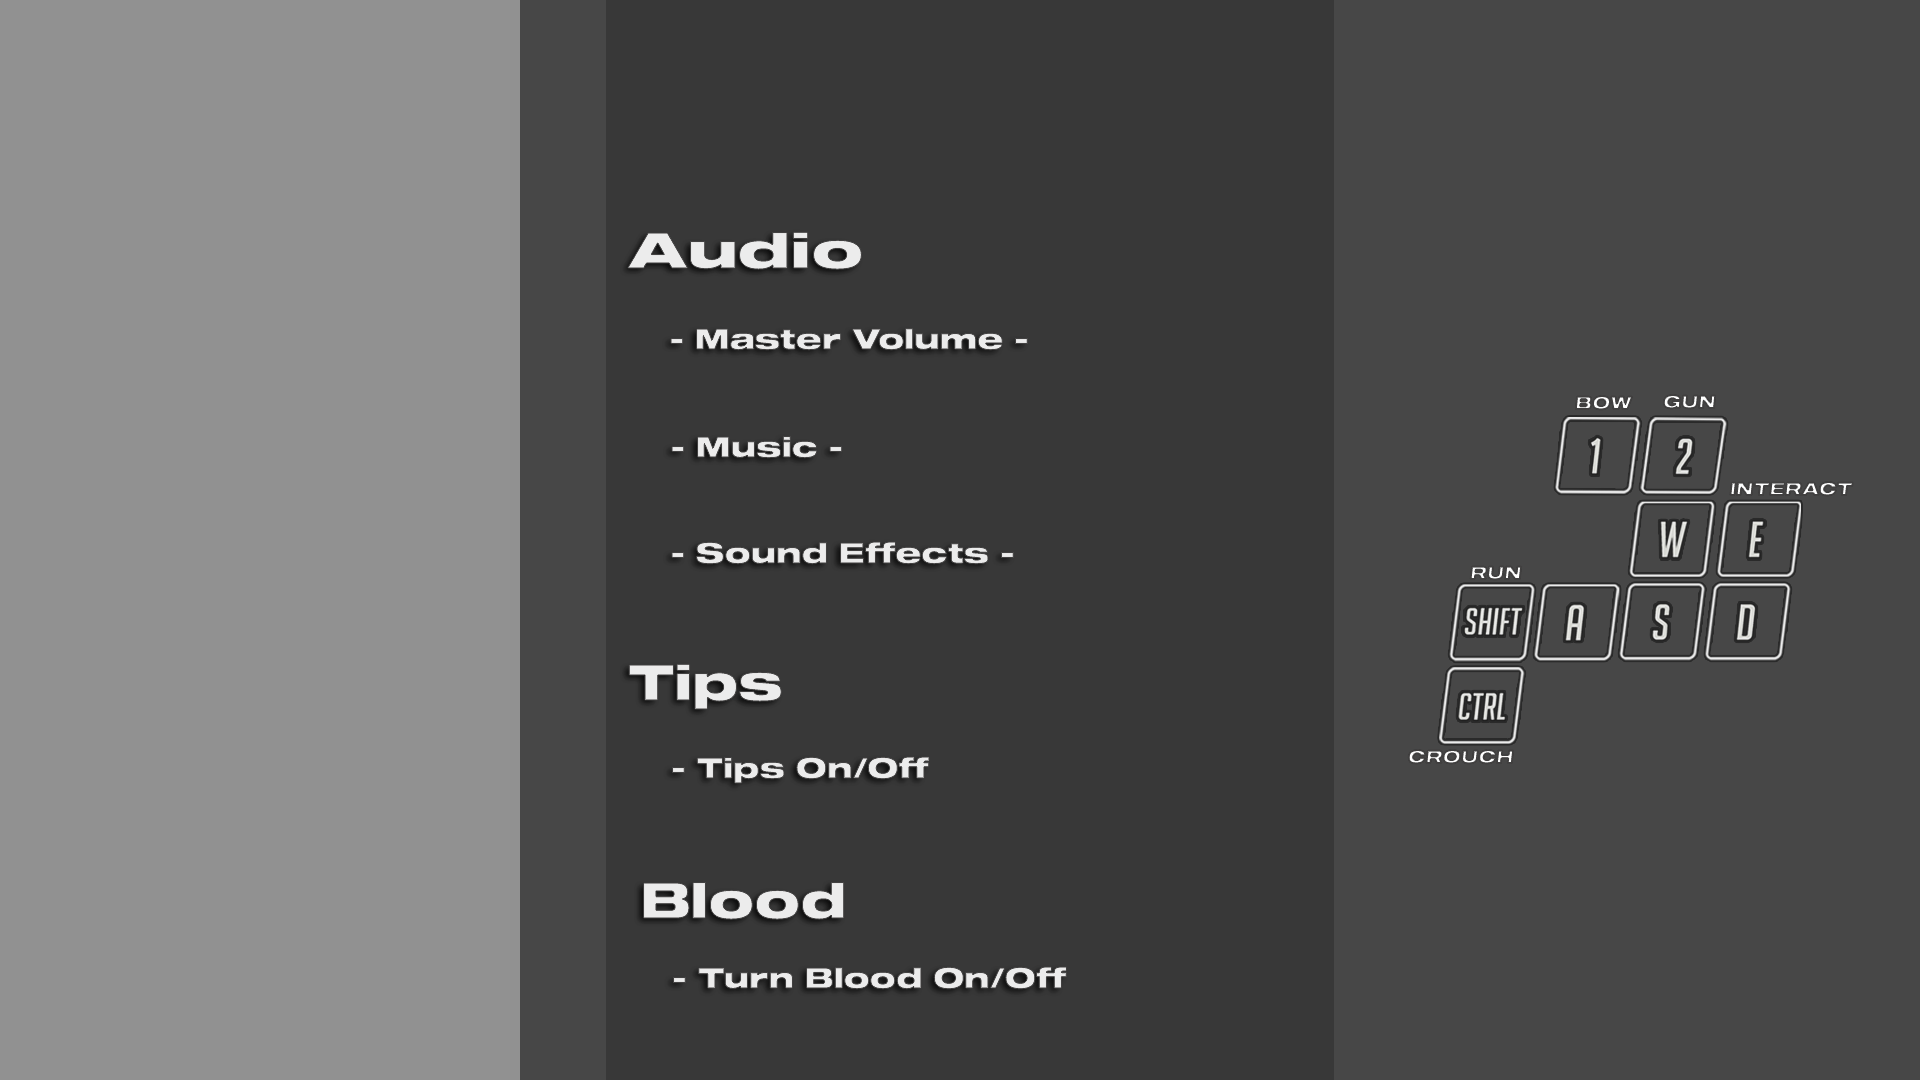 Audio
- Master Volume -
- Music -
- Sound Effects -
Tips
- Tips On/Off
Blood
- Turn Blood On/Off
BOW GUN
1 2
INTERACT
W E
RUN
SHIFT A S D
CTRL
CROUCH